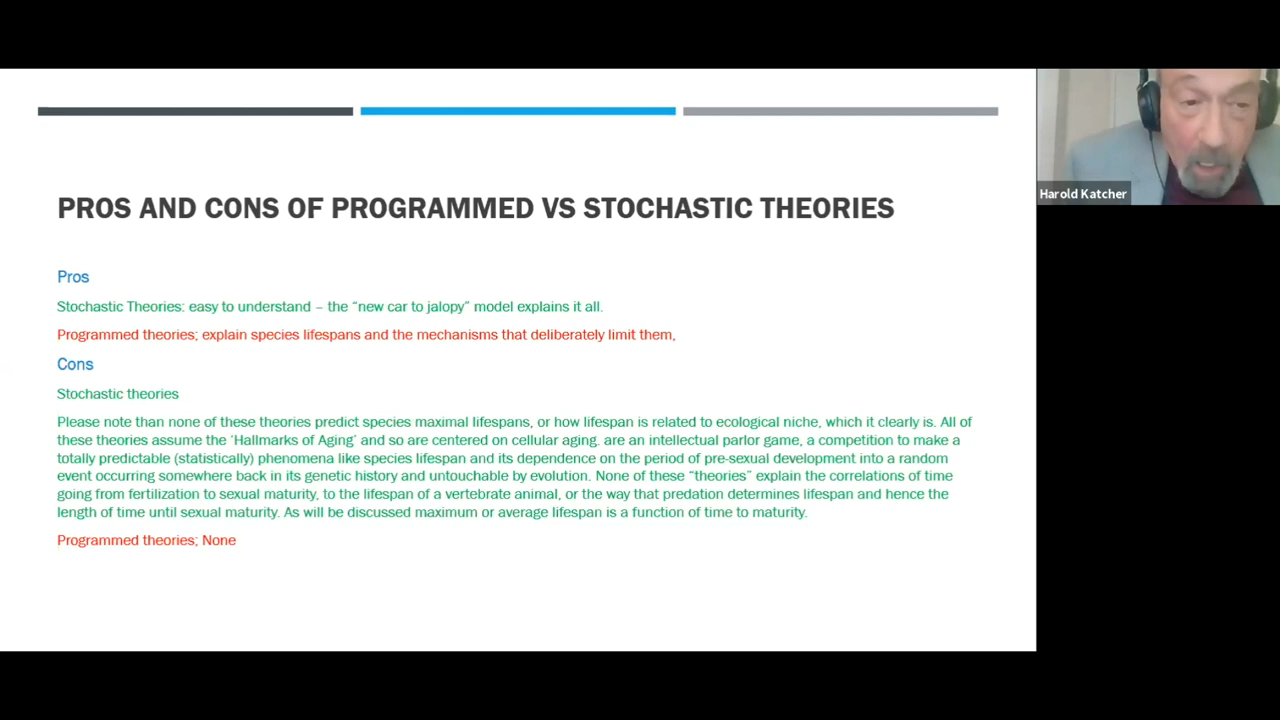 PROS AND CONS OF PROGRAMMED VS STOCHASTIC THEORIES
Harold Katcher
Pros
Stochastic Theories: easy to understand – the “new car to jalopy” model explains it all.
Programmed theories; explain species lifespans and the mechanisms that deliberately limit them,
Cons
Stochastic theories
Please note than none of these theories predict species maximal lifespans, or how lifespan is related to ecological niche, which it clearly is. All of
these theories assume the ‘Hallmarks of Aging’ and so are centered on cellular aging. are an intellectual parlor game, a competition to make a
totally predictable (statistically) phenomena like species lifespan and its dependence on the period of pre-sexual development into a random
event occurring somewhere back in its genetic history and untouchable by evolution. None of these “theories” explain the correlations of time
going from fertilization to sexual maturity, to the lifespan of a vertebrate animal, or the way that predation determines lifespan and hence the
length of time until sexual maturity. As will be discussed maximum or average lifespan is a function of time to maturity.
Programmed theories; None